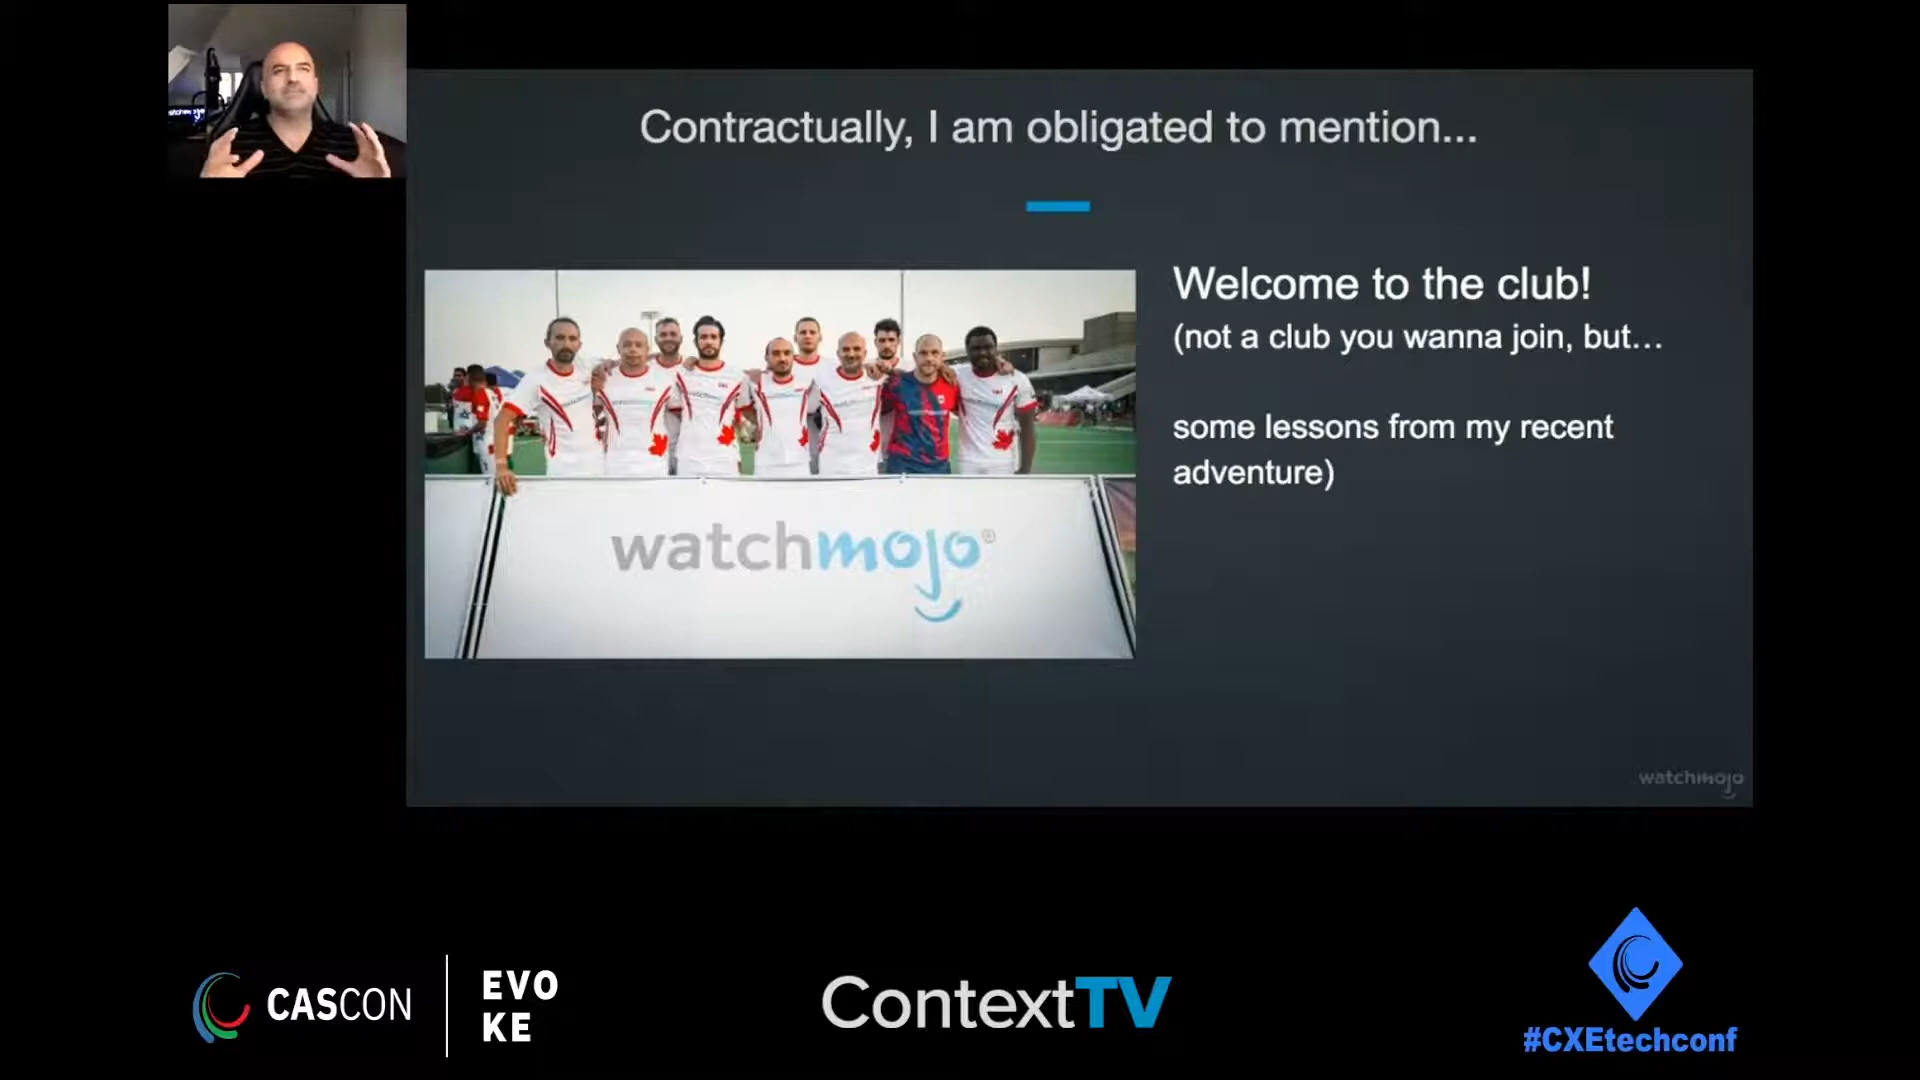 Contractually, I am obligated to mention...
Welcome to the club!
(not a club you wanna join, but…
some lessons from my recent
adventure)
watchmojo®
watchmojo
CASCON
EVO
KE
ContextTV
#CXEtechconf